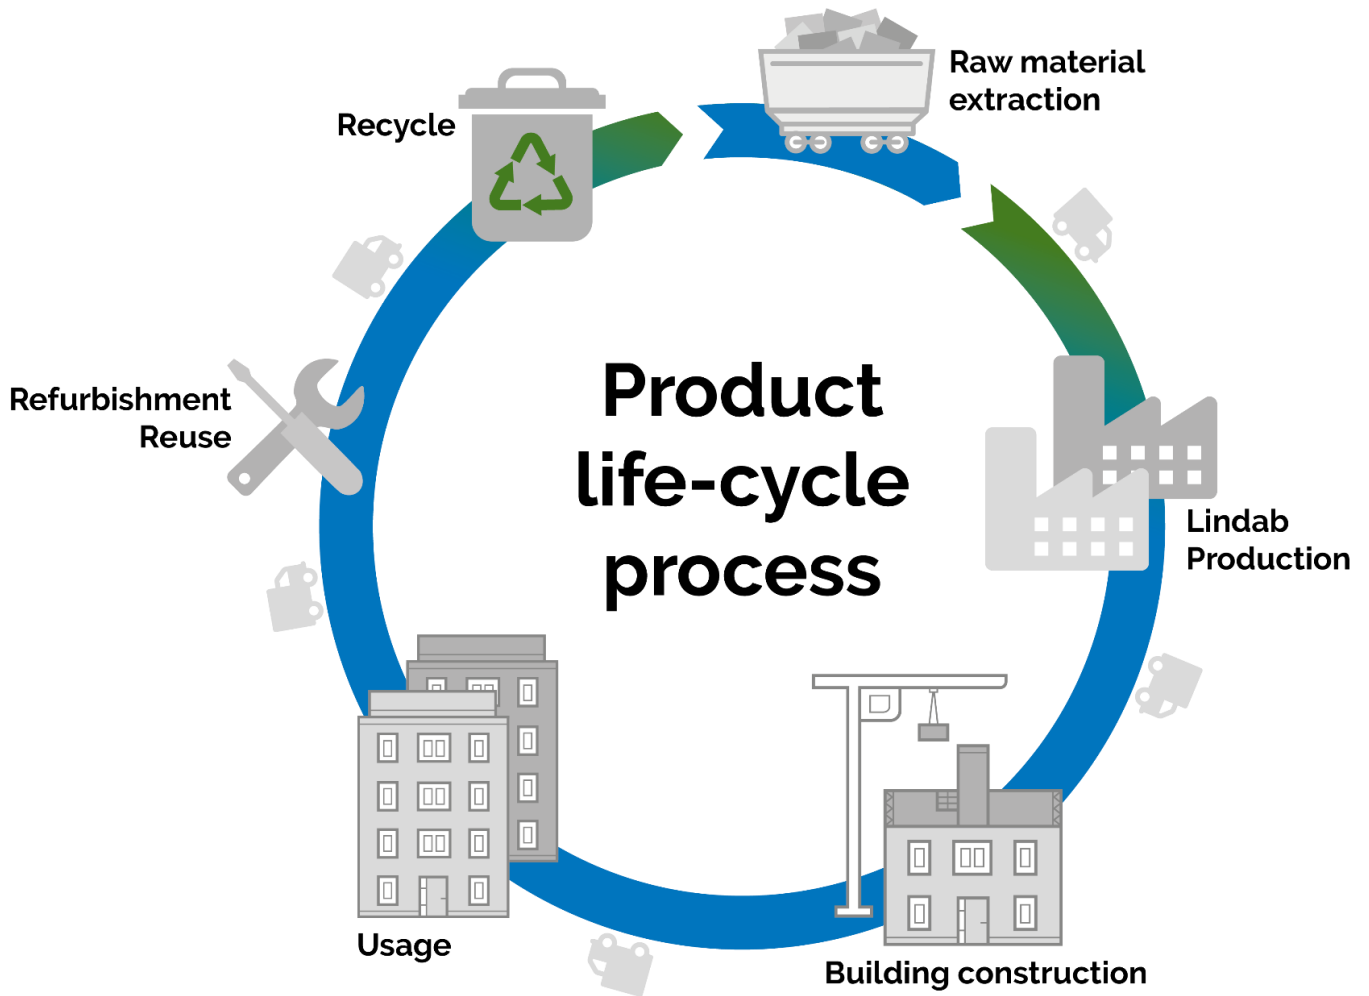 Product
life-cycle
process
Raw material
extraction
Lindab
Production
Building construction
Usage
Refurbishment
Reuse
Recycle